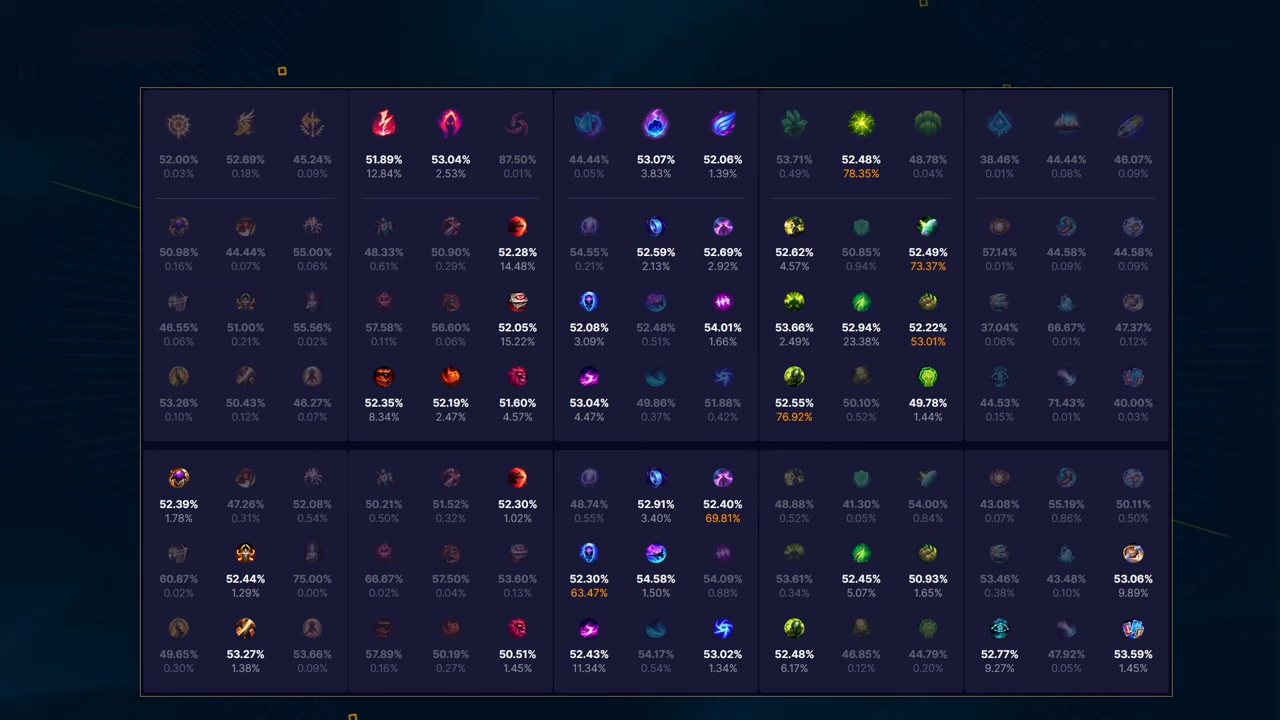 52.00% 52.69% 45.24% 51.89% 53.04% 87.50% 44.44% 53.07% 52.06% 53.71% 52.48% 48.78% 38.46% 44.44% 46.07%
0.03% 0.18% 0.09% 12.84% 2.53% 0.01% 0.05% 3.83% 1.39% 0.49% 78.35% 0.04% 0.01% 0.08% 0.09%
50.98% 44.44% 55.00% 48.33% 50.90% 52.28% 54.55% 52.59% 52.69% 52.62% 50.85% 52.49% 57.14% 44.58% 44.58%
0.16% 0.07% 0.06% 0.61% 0.29% 14.48% 0.21% 2.13% 2.92% 4.57% 0.94% 73.37% 0.01% 0.09% 0.09%
46.55% 51.00% 55.56% 57.58% 56.60% 52.05% 52.08% 52.48% 54.01% 53.66% 52.94% 52.22% 37.04% 66.67% 47.37%
0.06% 0.21% 0.02% 0.11% 0.06% 15.22% 3.09% 0.51% 1.66% 2.49% 23.38% 53.01% 0.06% 0.01% 0.12%
53.26% 50.43% 46.27% 52.35% 52.19% 51.60% 53.04% 49.86% 51.88% 52.55% 50.10% 49.78% 44.53% 71.43% 40.00%
0.10% 0.12% 0.07% 8.34% 2.47% 4.57% 4.47% 0.37% 0.42% 76.92% 0.52% 1.44% 0.15% 0.01% 0.03%
52.39% 47.26% 52.08% 50.21% 51.52% 52.30% 48.74% 52.91% 52.40% 48.88% 41.30% 54.00% 43.08% 55.19% 50.11%
1.78% 0.31% 0.54% 0.50% 0.32% 1.02% 0.55% 3.40% 69.81% 0.52% 0.05% 0.84% 0.07% 0.86% 0.50%
60.87% 52.44% 75.00% 66.67% 57.50% 53.60% 52.30% 54.58% 54.09% 53.61% 52.45% 50.93% 53.46% 43.48% 53.06%
0.02% 1.29% 0.00% 0.02% 0.04% 0.13% 63.47% 1.50% 0.68% 0.34% 5.07% 1.65% 0.38% 0.10% 9.89%
49.65% 53.27% 53.66% 57.89% 50.19% 50.51% 52.43% 54.17% 53.02% 52.48% 46.85% 44.79% 52.77% 47.92% 53.59%
0.30% 1.38% 0.09% 0.16% 0.27% 1.45% 11.34% 0.54% 1.34% 6.17% 0.12% 0.20% 9.27% 0.05% 1.45%